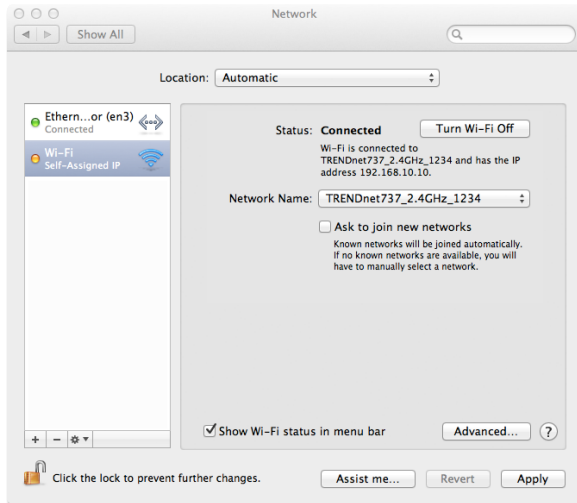 Network
Show All
Location: Automatic
Ethern...or (en3)
Connected
Wi-Fi
Self-Assigned IP
Status: Connected
Turn Wi-Fi Off
Wi-Fi is connected to
TRENDnet737_2.4GHz_1234 and has the IP
address 192.168.10.10.
Network Name: TRENDnet737_2.4GHz_1234
Ask to join new networks
Known networks will be joined automatically.
If no known networks are available, you will
have to manually select a network.
Show Wi-Fi status in menu bar
Advanced...
?
Click the lock to prevent further changes.
Assist me...
Revert
Apply